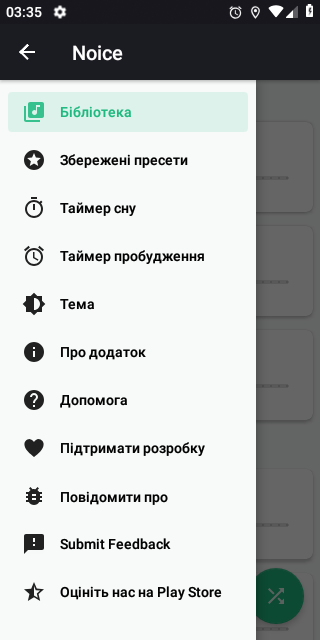 03:35
Noice
Бібліотека
Збережені пресети
Таймер сну
Таймер пробудження
Тема
Про додаток
Допомога
Підтримати розробку
Повідомити про
Submit Feedback
Оцініть нас на Play Store